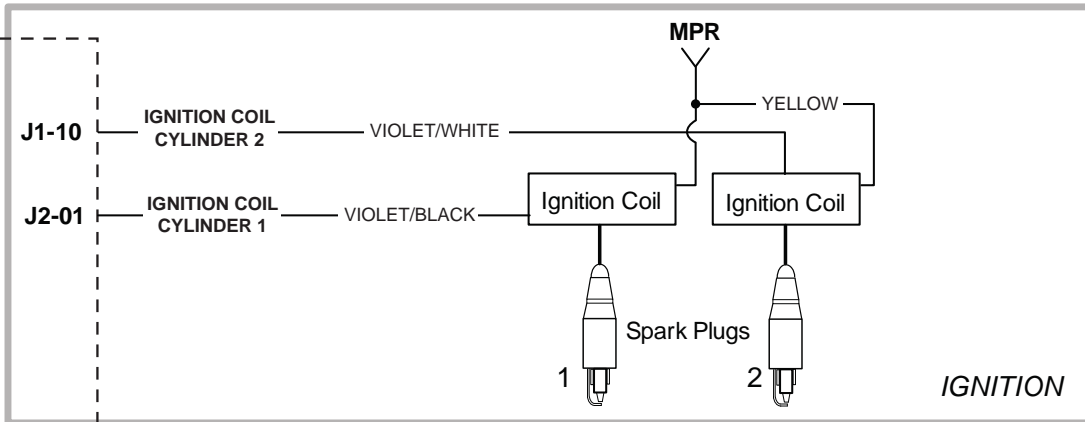 MPR
YELLOW
J1-10
IGNITION COIL
CYLINDER 2
VIOLET/WHITE
J2-01
IGNITION COIL
CYLINDER 1
VIOLET/BLACK
Ignition Coil
Ignition Coil
Spark Plugs
1
2
IGNITION